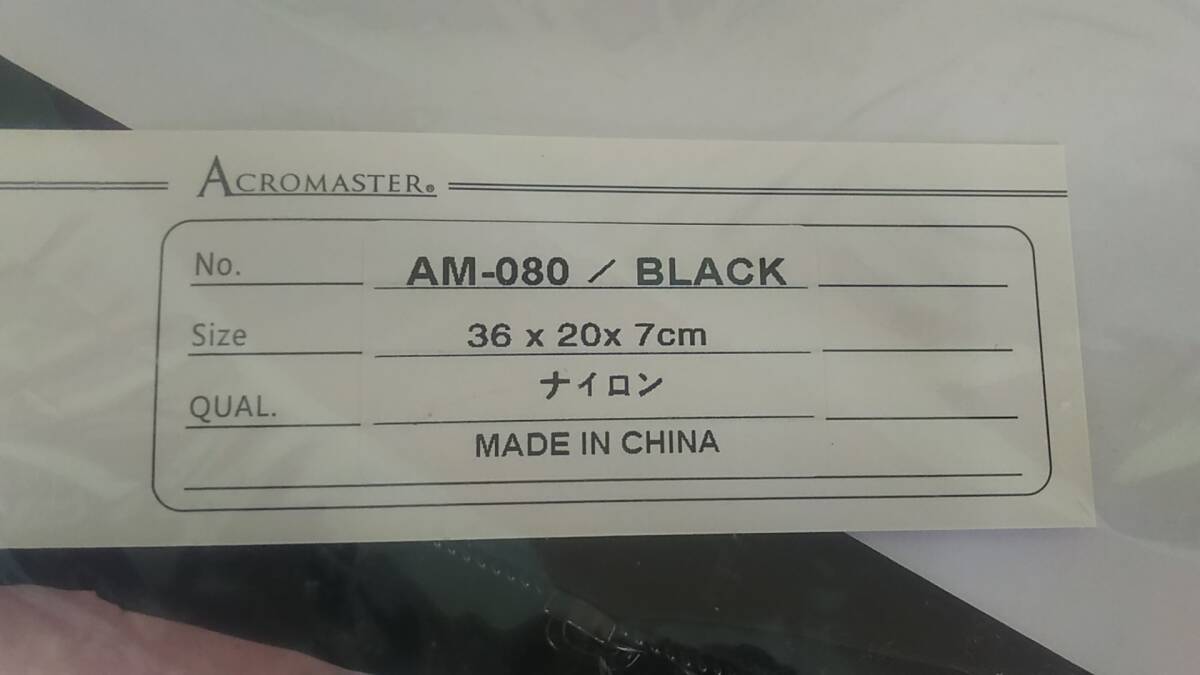 ACROMASTER®
No. AM-080 / BLACK
Size 36 x 20x 7cm
QUAL. ナイロン
MADE IN CHINA